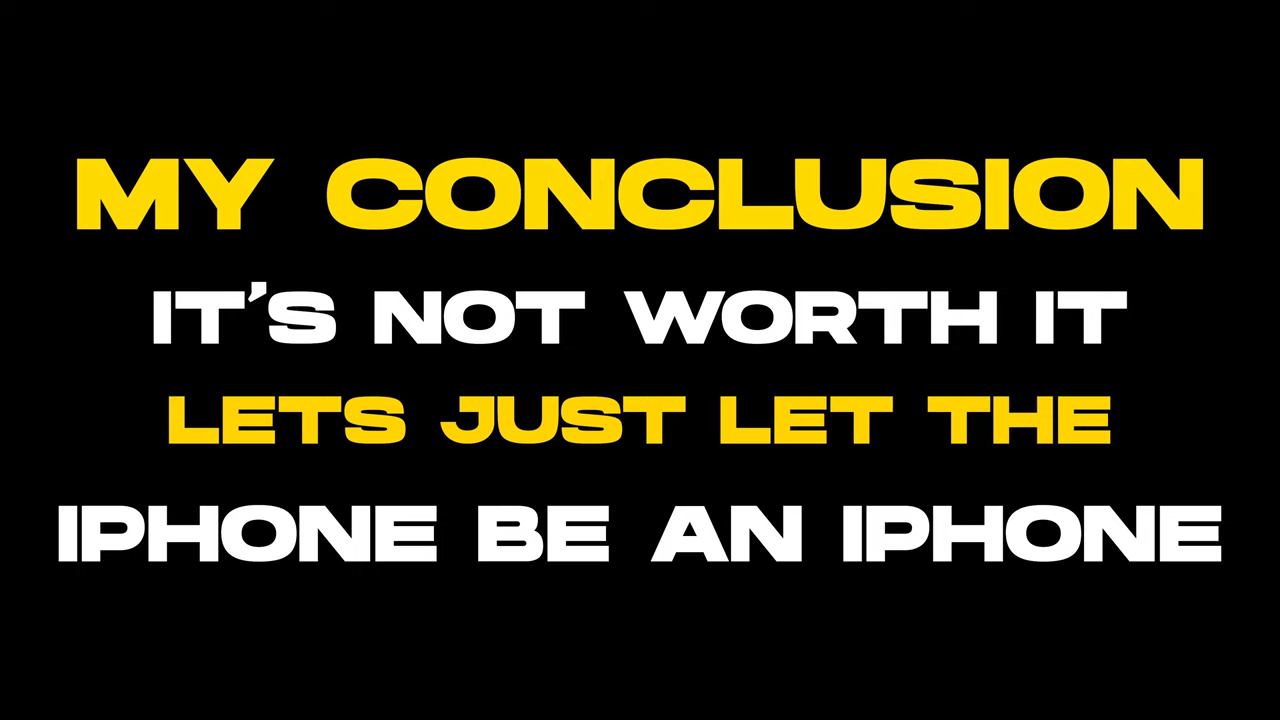 MY CONCLUSION
IT'S NOT WORTH IT
LETS JUST LET THE
IPHONE BE AN IPHONE